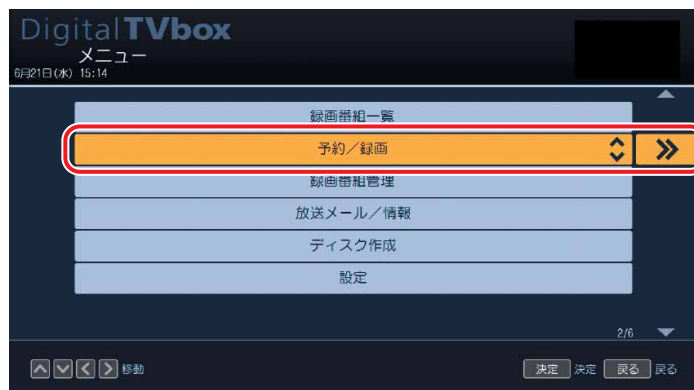 Digital TVbox
メニュー
6月21日(水) 15:14
録画番組一覧
予約／録画
録画番組管理
放送メール／情報
ディスク作成
設定
2/6
移動
決定 決定 戻る 戻る